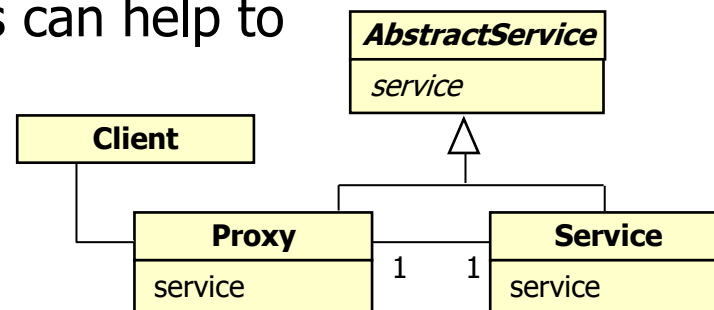 s can help to
AbstractService
service
Client
Proxy
Service
1 1
service
service